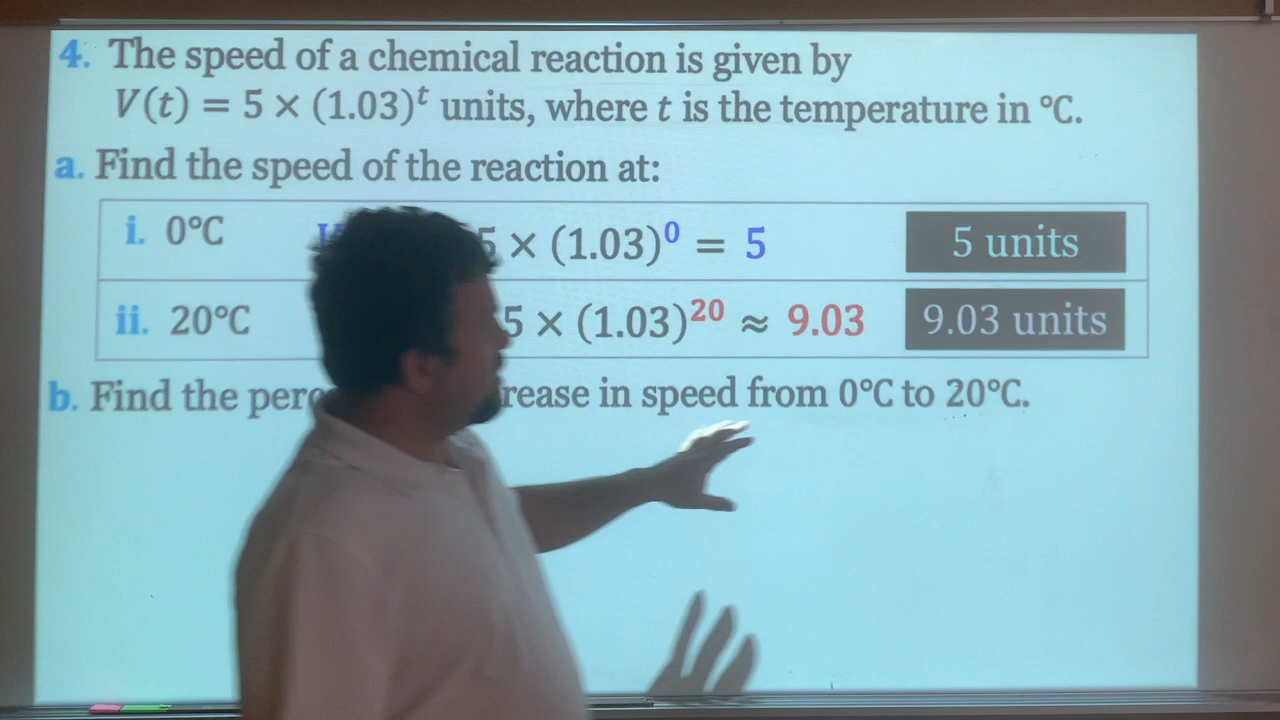 4. The speed of a chemical reaction is given by
V(t) = 5 × (1.03)ᵗ units, where t is the temperature in °C.
a. Find the speed of the reaction at:
i. 0°C 5 × (1.03)⁰ = 5 5 units
ii. 20°C 5 × (1.03)²⁰ ≈ 9.03 9.03 units
b. Find the rease in speed from 0°C to 20°C.